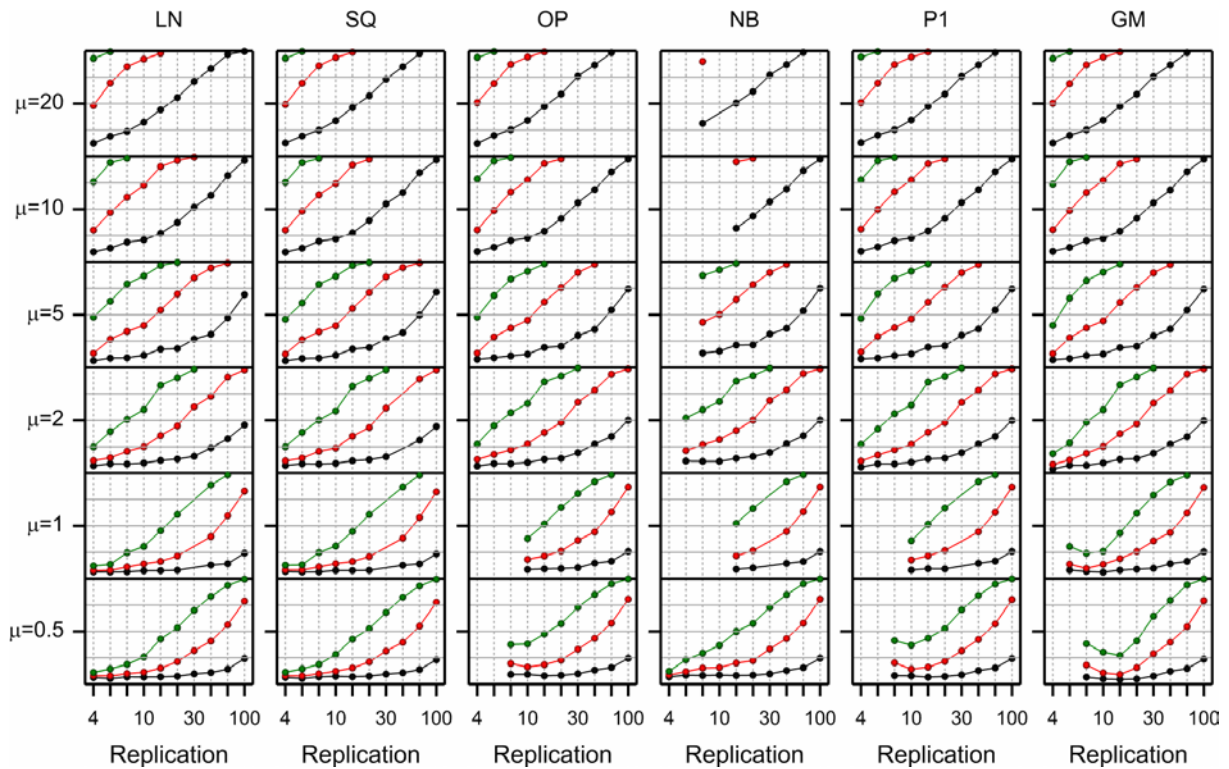 LN SQ OP NB P1 GM
μ=20
μ=10
μ=5
μ=2
μ=1
μ=0.5
4 10 30 100 4 10 30 100 4 10 30 100 4 10 30 100 4 10 30 100 4 10 30 100
Replication Replication Replication Replication Replication Replication